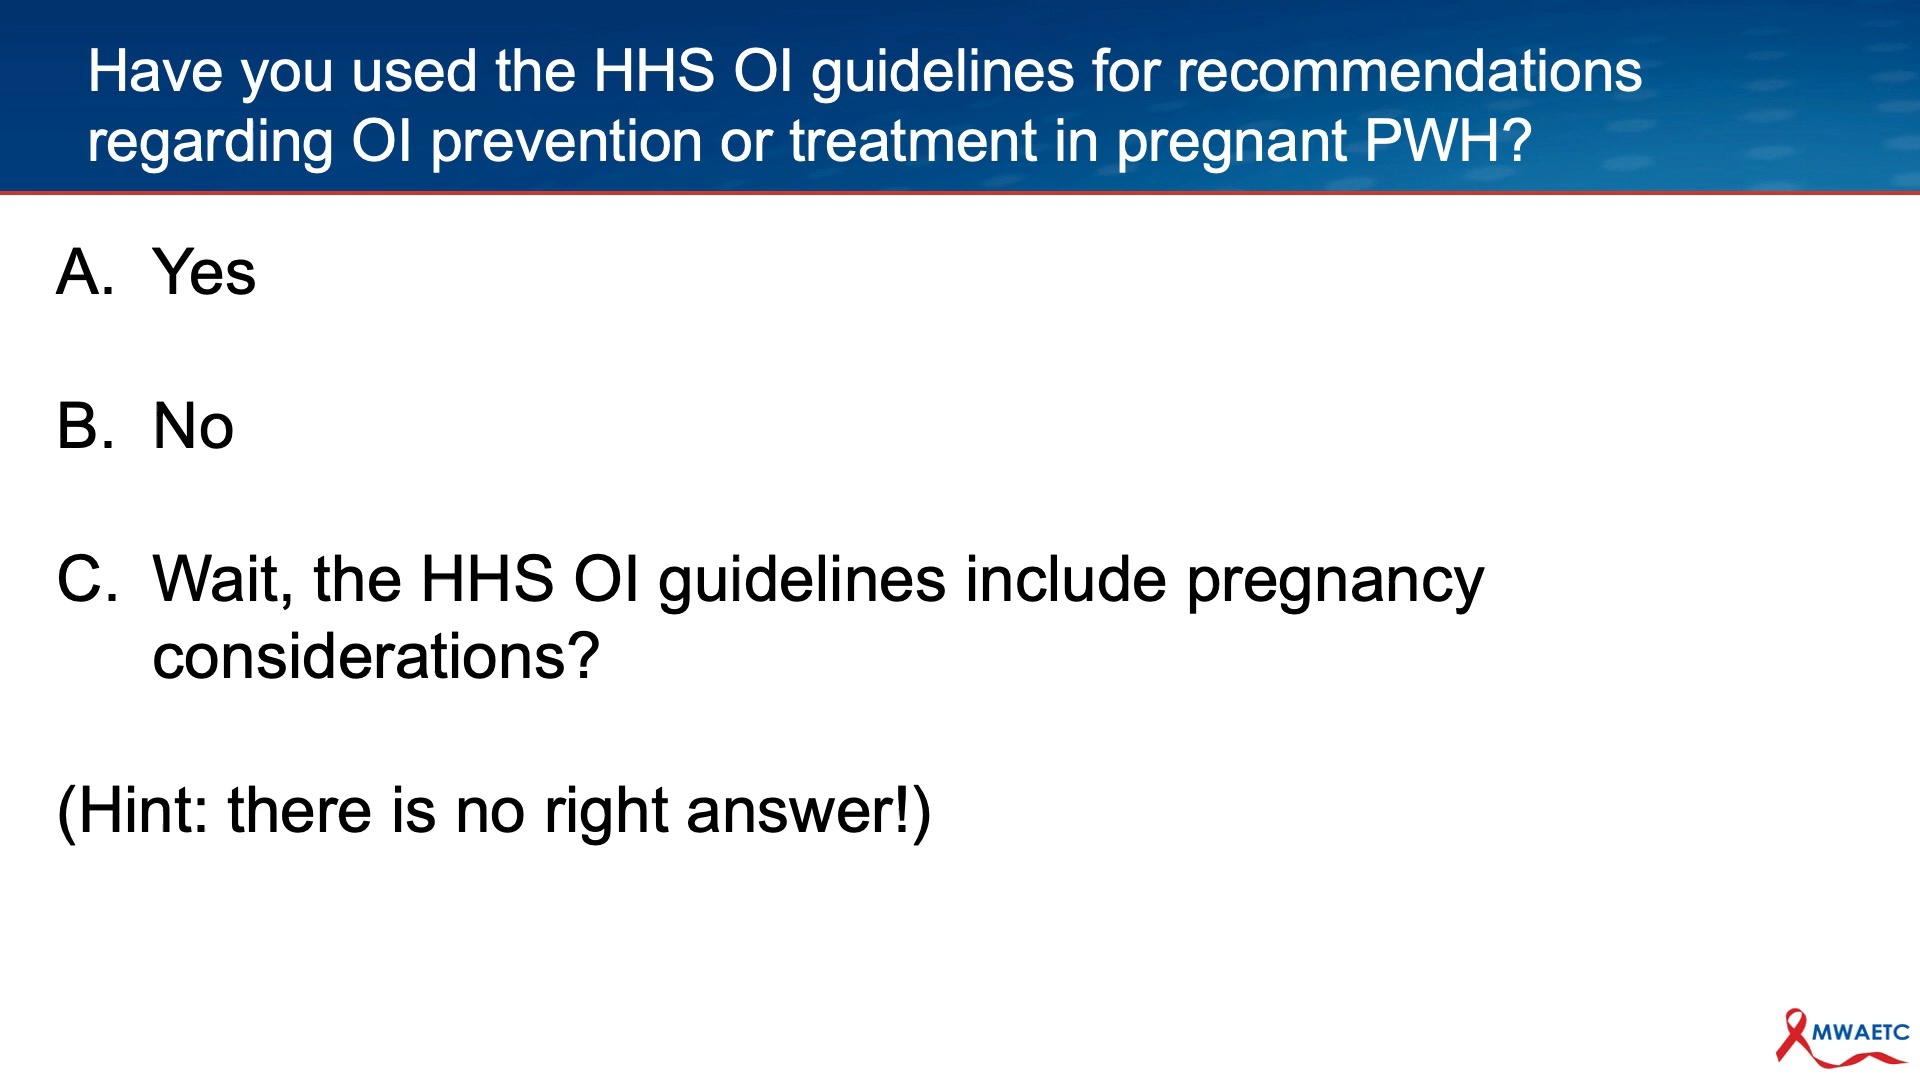 Have you used the HHS OI guidelines for recommendations
regarding OI prevention or treatment in pregnant PWH?
A. Yes
B. No
C. Wait, the HHS OI guidelines include pregnancy
considerations?
(Hint: there is no right answer!)
MWAETC